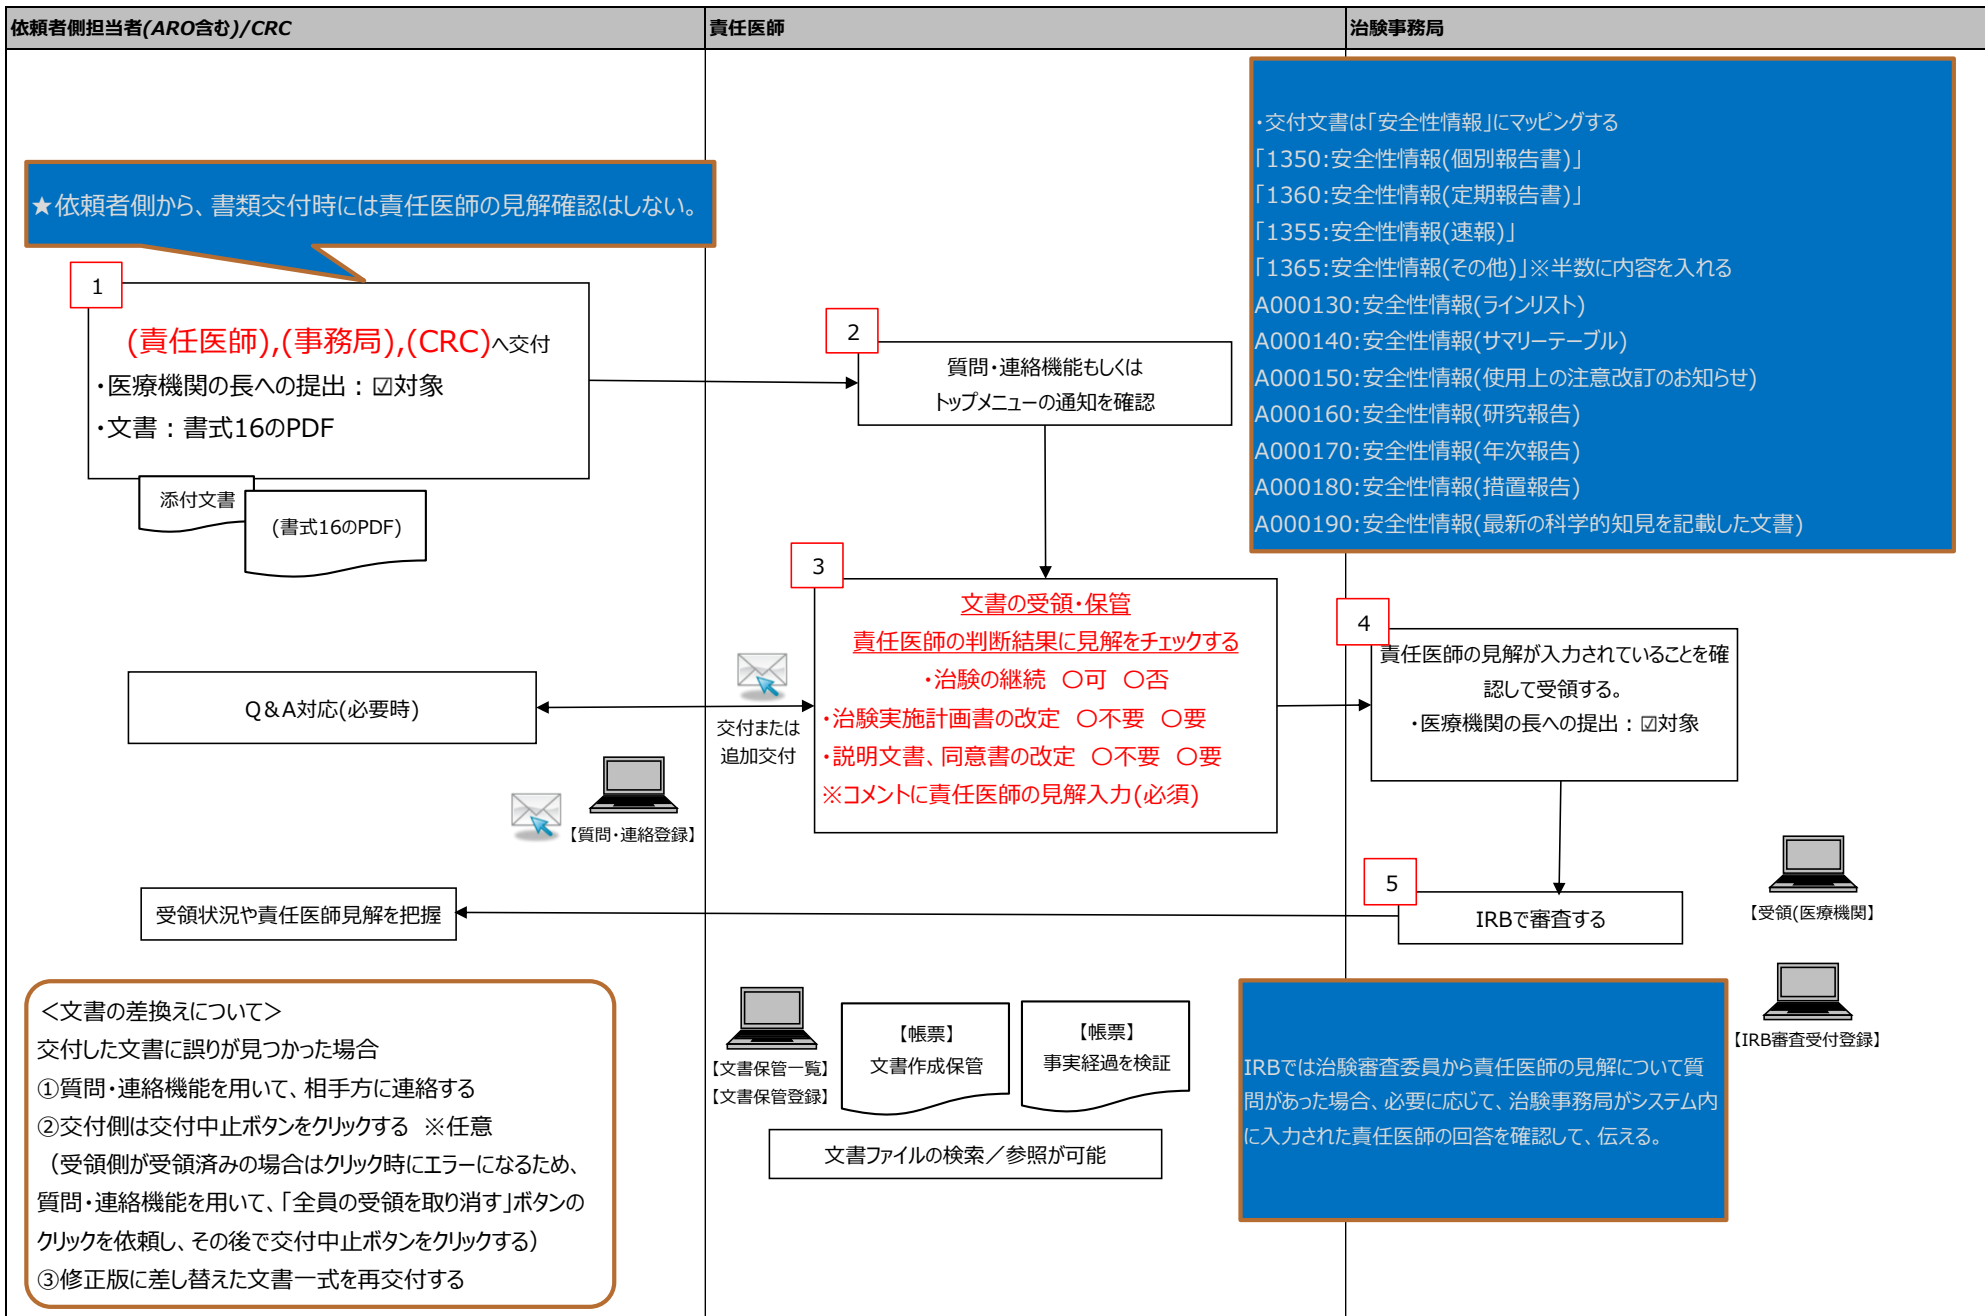 依頼者側担当者(ARO含む)/CRC
責任医師
治験事務局
★依頼者側から、書類交付時には責任医師の見解確認はしない。
1
(責任医師),(事務局),(CRC)へ交付
・医療機関の長への提出：☑対象
・文書：書式16のPDF
添付文書
(書式16のPDF)
2
質問・連絡機能もしくは
トップメニューの通知を確認
・交付文書は「安全性情報」にマッピングする
「1350:安全性情報(個別報告書)」
「1360:安全性情報(定期報告書)」
「1355:安全性情報(速報)」
「1365:安全性情報(その他)」※半数に内容を入れる
A000130:安全性情報(ラインリスト)
A000140:安全性情報(サマリーテーブル)
A000150:安全性情報(使用上の注意改訂のお知らせ)
A000160:安全性情報(研究報告)
A000170:安全性情報(年次報告)
A000180:安全性情報(措置報告)
A000190:安全性情報(最新の科学的知見を記載した文書)
3
文書の受領・保管
責任医師の判断結果に見解をチェックする
・治験の継続 〇可 〇否
・治験実施計画書の改定 〇不要 〇要
・説明文書、同意書の改定 〇不要 〇要
※コメントに責任医師の見解入力(必須)
4
責任医師の見解が入力されていることを確
認して受領する。
・医療機関の長への提出：☑対象
Q＆A対応(必要時)
交付または
追加交付
【質問・連絡登録】
5
IRBで審査する
【受領(医療機関】
受領状況や責任医師見解を把握
【IRB審査受付登録】
＜文書の差換えについて＞
交付した文書に誤りが見つかった場合
①質問・連絡機能を用いて、相手方に連絡する
②交付側は交付中止ボタンをクリックする ※任意
（受領側が受領済みの場合はクリック時にエラーになるため、
質問・連絡機能を用いて、「全員の受領を取り消す」ボタンの
クリックを依頼し、その後で交付中止ボタンをクリックする）
③修正版に差し替えた文書一式を再交付する
【文書保管一覧】
【文書保管登録】
【帳票】
文書作成保管
【帳票】
事実経過を検証
文書ファイルの検索／参照が可能
IRBでは治験審査委員から責任医師の見解について質
問があった場合、必要に応じて、治験事務局がシステム内
に入力された責任医師の回答を確認して、伝える。